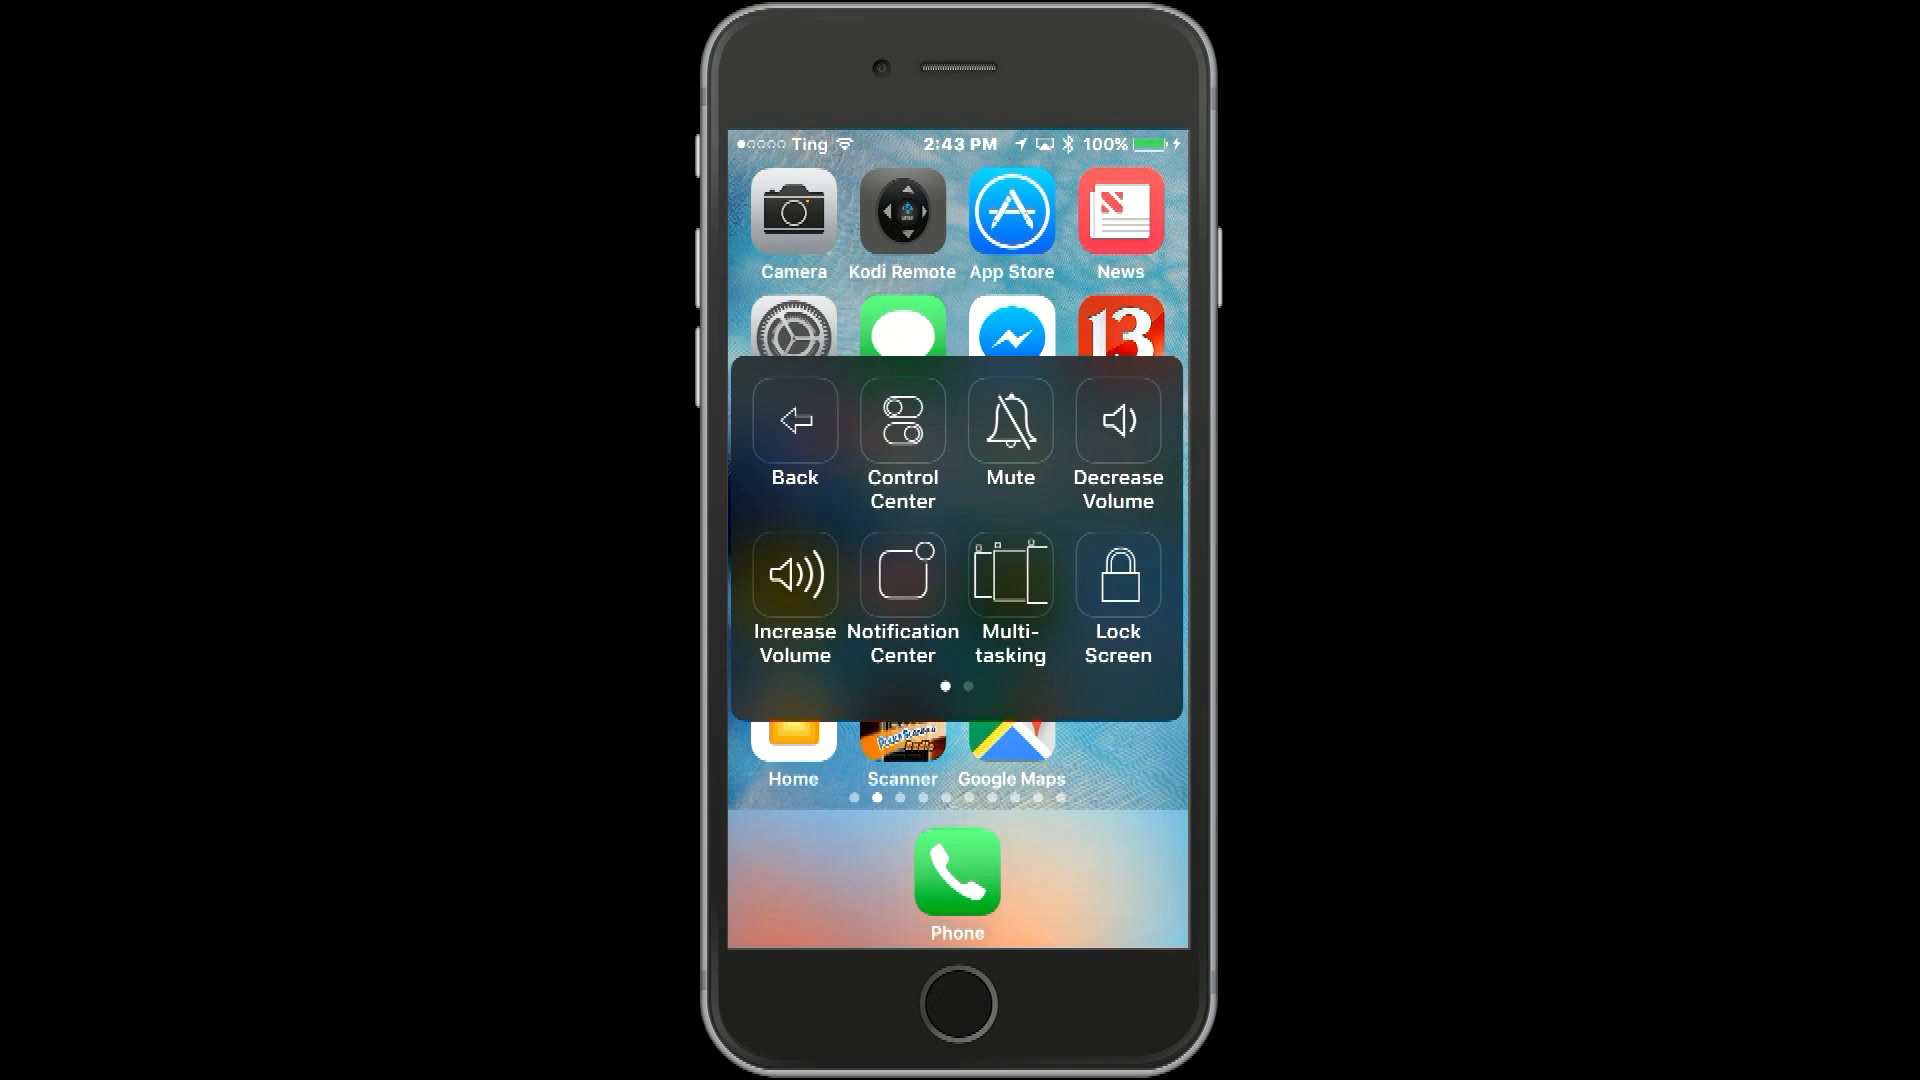 Ting 2:43 PM 100%
Camera Kodi Remote App Store News
13
Back Control Center Mute Decrease Volume
Increase Volume Notification Center Multi-tasking Lock Screen
Home Scanner Google Maps
Phone